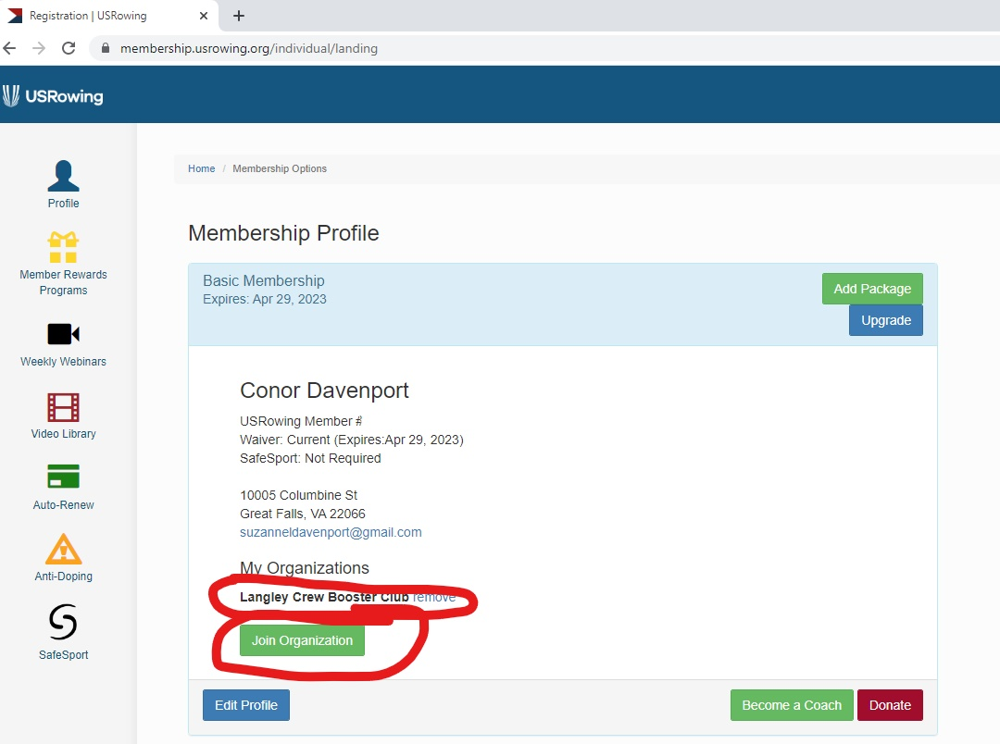 Registration | USRowing
membership.usrowing.org/individual/landing
USRowing
Profile
Member Rewards
Programs
Weekly Webinars
Video Library
Auto-Renew
Anti-Doping
SafeSport
Home / Membership Options
Membership Profile
Basic Membership
Expires: Apr 29, 2023
Add Package
Upgrade
Conor Davenport
USRowing Member #
Waiver: Current (Expires:Apr 29, 2023)
SafeSport: Not Required
10005 Columbine St
Great Falls, VA 22066
suzanneldavenport@gmail.com
My Organizations
Langley Crew Booster Club remove
Join Organization
Edit Profile
Become a Coach
Donate